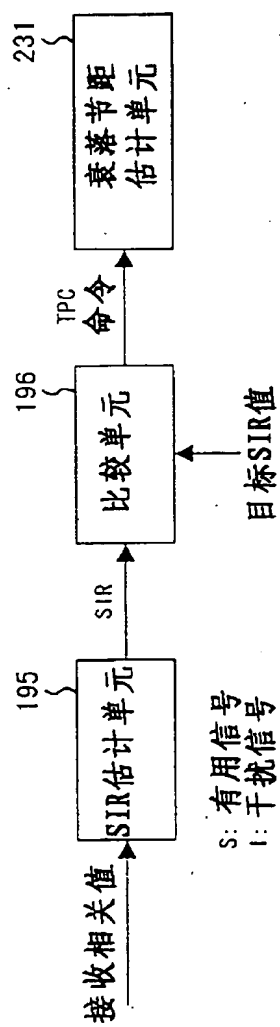 接收相关值
195
SIR估计单元
SIR
196
比较单元
目标SIR值
TPC
命令
231
衰落节距
估计单元
S: 有用信号
I: 干扰信号